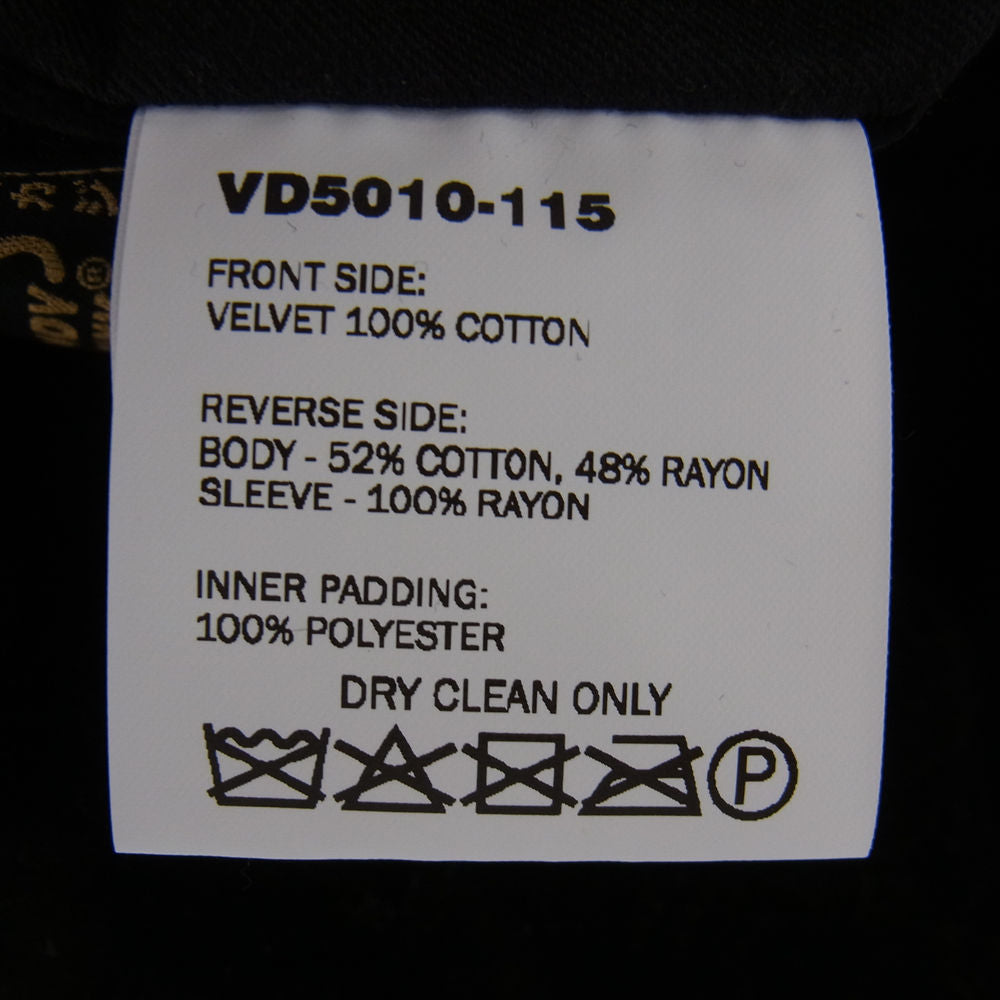 VD5010-115
FRONT SIDE:
VELVET 100% COTTON
REVERSE SIDE:
BODY - 52% COTTON, 48% RAYON
SLEEVE - 100% RAYON
INNER PADDING:
100% POLYESTER
DRY CLEAN ONLY
P